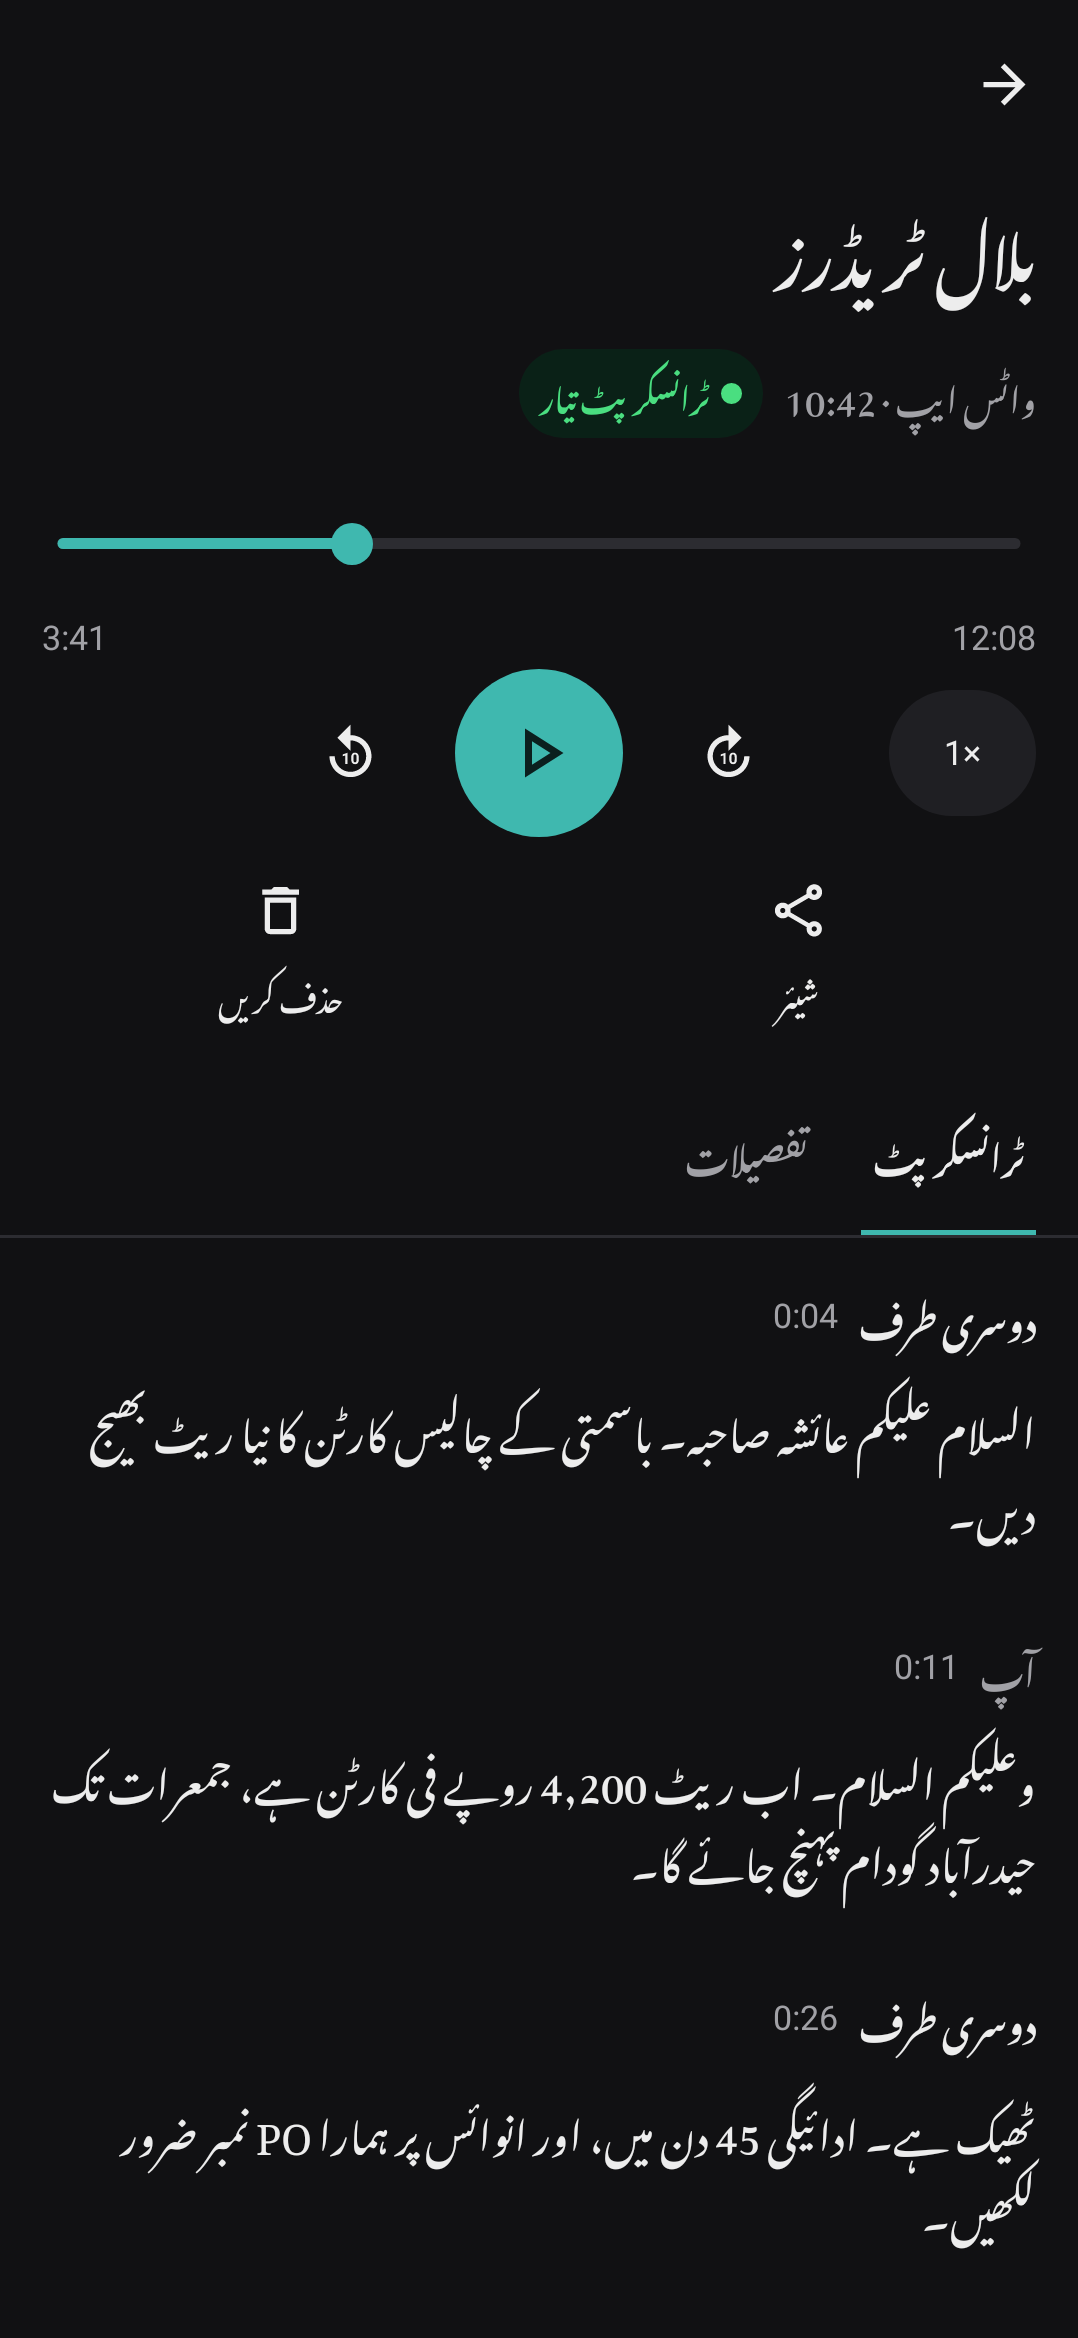 بلال ٹریڈرز
واٹس ایپ · 10:42 ٹرانسکرپٹ تیار
3:41 12:08
10 10 1×
حذف کریں شیئر
ٹرانسکرپٹ تفصیلات
دوسری طرف 0:04
السلام علیکم عائشہ صاحبہ۔ باسمتی کے چالیس کارٹن کا نیا ریٹ بھیج
دیں۔
آپ 0:11
وعلیکم السلام۔ اب ریٹ 4,200 روپے فی کارٹن ہے، جمعرات تک
حیدرآباد گودام پہنچ جائے گا۔
دوسری طرف 0:26
ٹھیک ہے۔ ادائیگی 45 دن میں، اور انوائس پر ہمارا PO نمبر ضرور
لکھیں۔